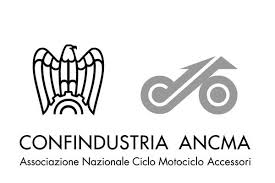 CONFINDUSTRIA ANCMA
Associazione Nazionale Ciclo Motociclo Accessori